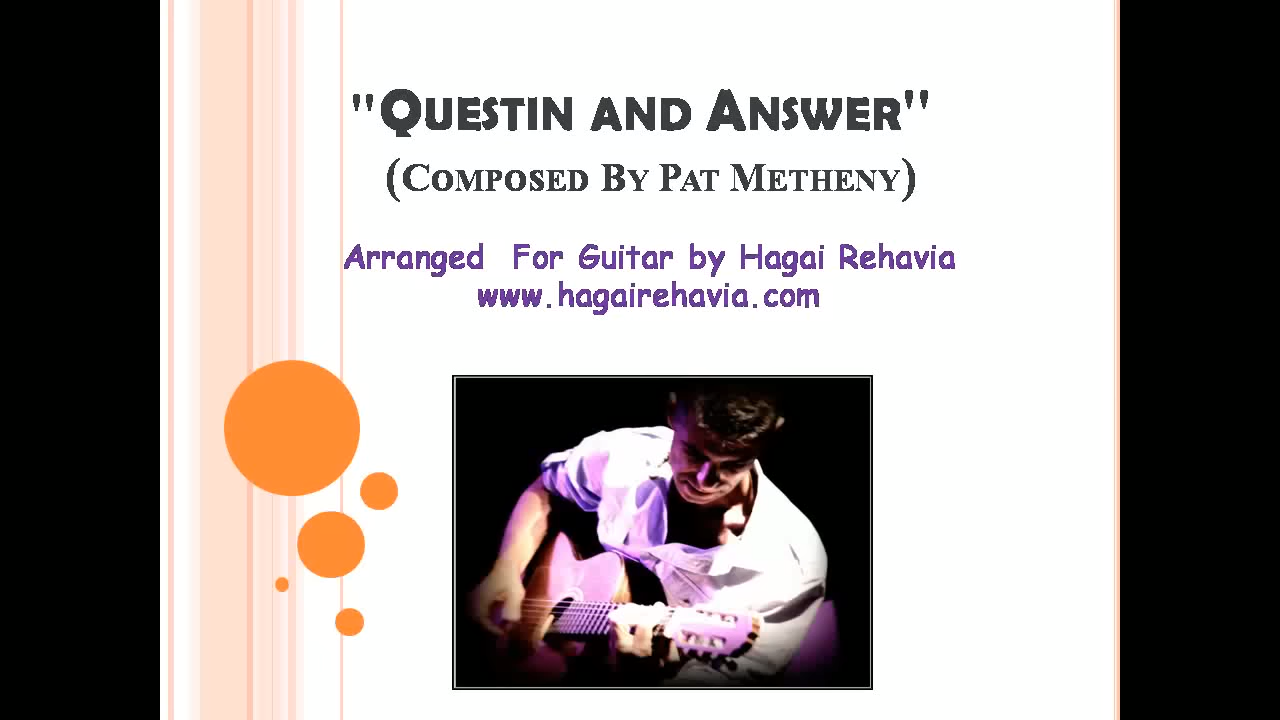 "Questin and Answer"
(Composed By Pat Metheny)
Arranged For Guitar by Hagai Rehavia
www.hagairehavia.com